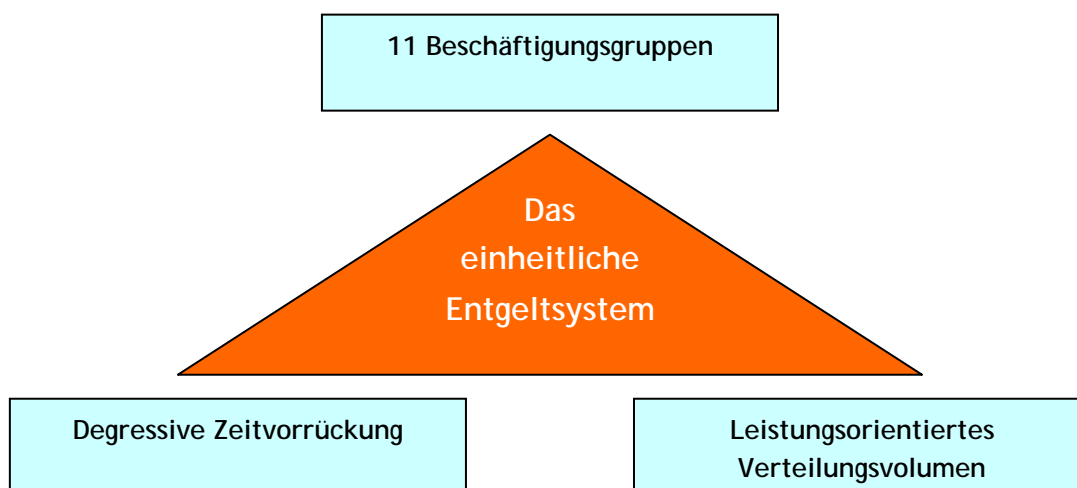 11 Beschäftigungsgruppen
Das
einheitliche
Entgeltsystem
Degressive Zeitvorrückung
Leistungsorientiertes
Verteilungsvolumen